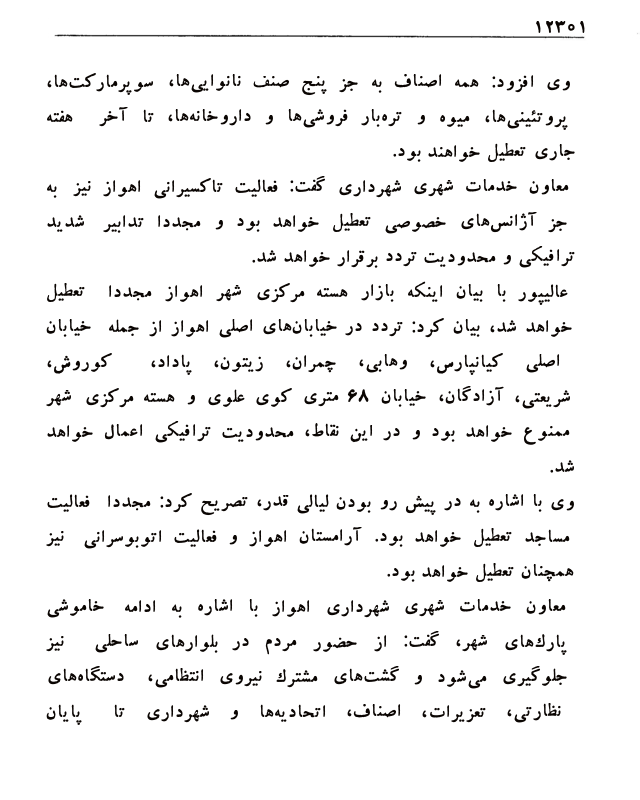 ۱۲۳۰۱
وی افزود: همه اصناف به جز پنج صنف نانوایی‌ها، سوپرمارکت‌ها،
پروتئینی‌ها، میوه و تره‌بار فروشی‌ها و داروخانه‌ها، تا آخر هفته
جاری تعطیل خواهند بود.
معاون خدمات شهری شهرداری گفت: فعالیت تاکسیرانی اهواز نیز به
جز آژانس‌های خصوصی تعطیل خواهد بود و مجددا تدابیر شدید
ترافیکی و محدودیت تردد برقرار خواهد شد.
عالیپور با بیان اینکه بازار هسته مرکزی شهر اهواز مجددا تعطیل
خواهد شد، بیان کرد: تردد در خیابان‌های اصلی اهواز از جمله خیابان
اصلی کیانپارس، وهابی، چمران، زیتون، پاداد، کوروش،
شریعتی، آزادگان، خیابان ۶۸ متری کوی علوی و هسته مرکزی شهر
ممنوع خواهد بود و در این نقاط، محدودیت ترافیکی اعمال خواهد
شد.
وی با اشاره به در پیش رو بودن لیالی قدر، تصریح کرد: مجددا فعالیت
مساجد تعطیل خواهد بود. آرامستان اهواز و فعالیت اتوبوسرانی نیز
همچنان تعطیل خواهد بود.
معاون خدمات شهری شهرداری اهواز با اشاره به ادامه خاموشی
پارک‌های شهر، گفت: از حضور مردم در بلوارهای ساحلی نیز
جلوگیری می‌شود و گشت‌های مشترک نیروی انتظامی، دستگاه‌های
نظارتی، تعزیرات، اصناف، اتحادیه‌ها و شهرداری تا پایان